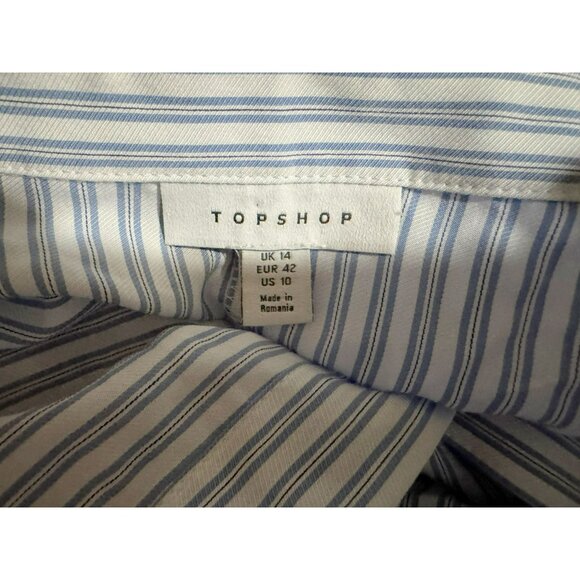 TOPSHOP
UK 14
EUR 42
US 10
Made in
Romania